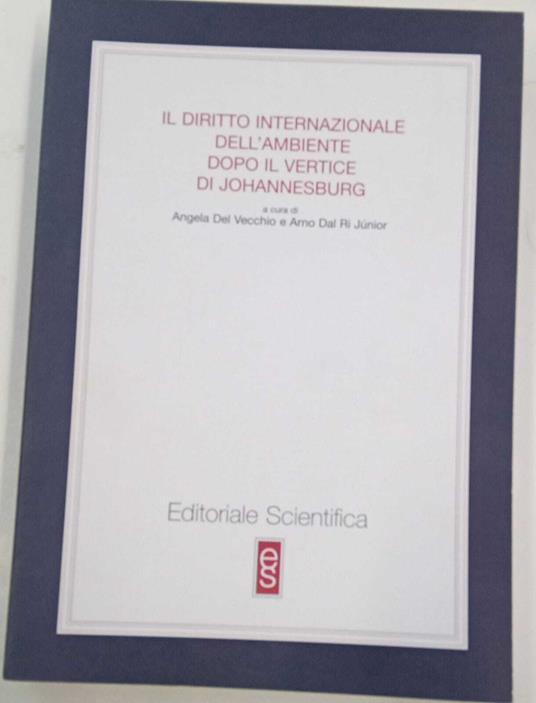 IL DIRITTO INTERNAZIONALE
DELL'AMBIENTE
DOPO IL VERTICE
DI JOHANNESBURG
a cura di
Angela Del Vecchio e Arno Dal Ri Júnior
Editoriale Scientifica
es